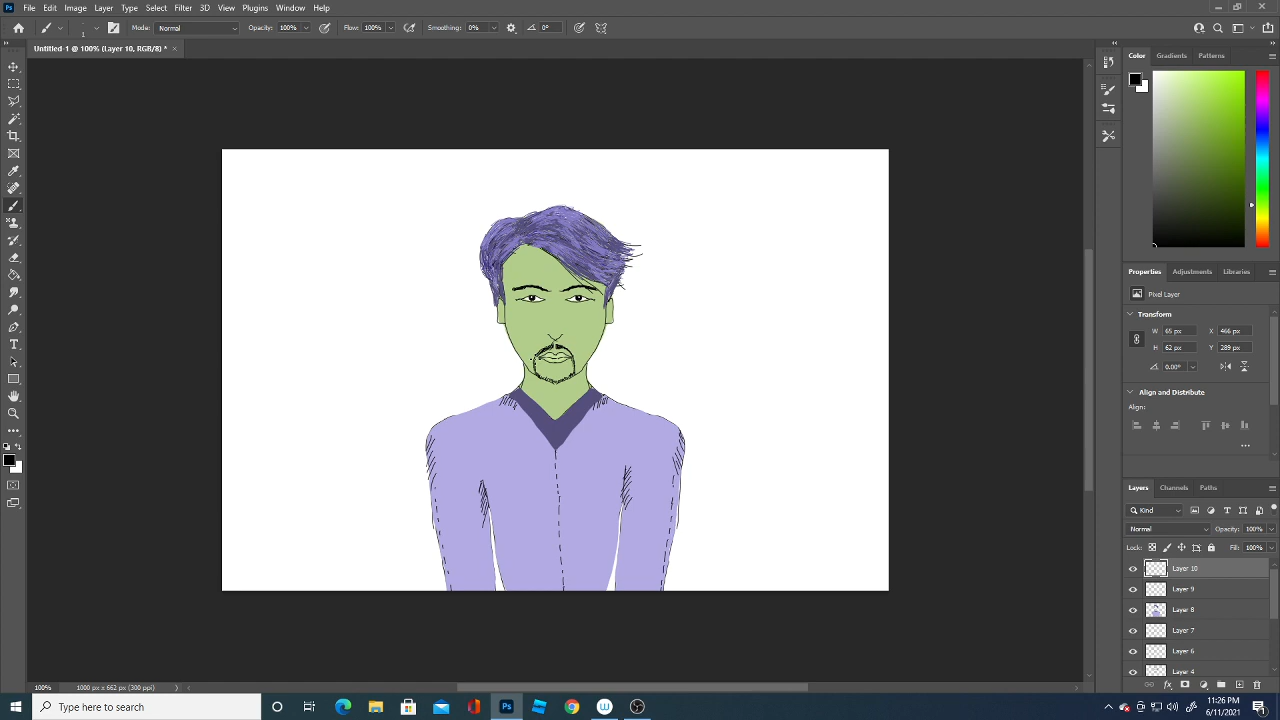 Ps File Edit Image Layer Type Select Filter 3D View Plugins Window Help
1 Mode: Normal Opacity: 100% Flow: 100% Smoothing: 0% 0°
Untitled-1 @ 100% (Layer 10, RGB/8) * ×
Color Gradients Patterns
Properties Adjustments Libraries
Pixel Layer
Transform
W 65 px X 466 px
H 62 px Y 289 px
0.00°
Align and Distribute
Align:
Layers Channels Paths
Kind
Normal Opacity: 100%
Lock: Fill: 100%
Layer 10
Layer 9
Layer 8
Layer 7
Layer 6
Layer 4
100% 1000 px x 662 px (300 ppi)
Type here to search
11:26 PM
6/11/2021